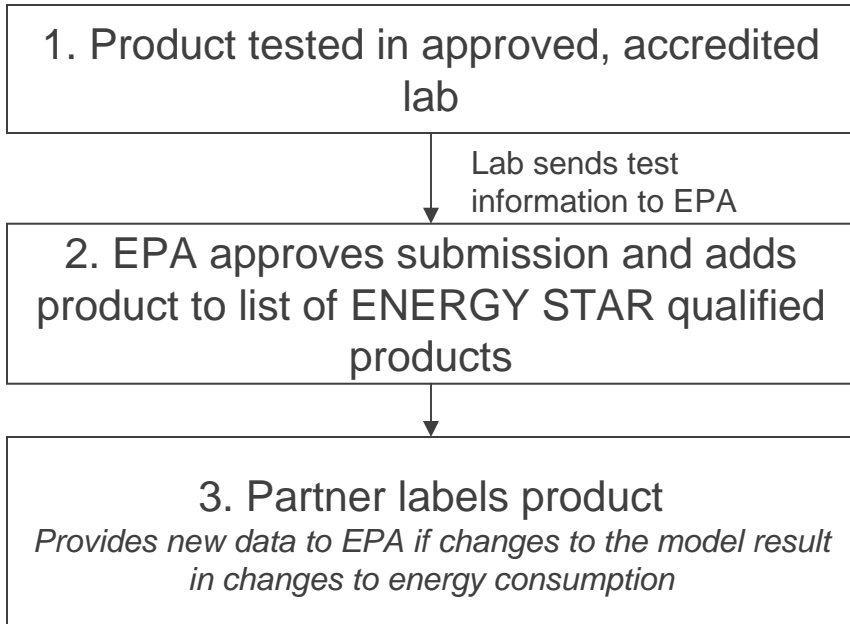 1. Product tested in approved, accredited
lab
Lab sends test
information to EPA
2. EPA approves submission and adds
product to list of ENERGY STAR qualified
products
3. Partner labels product
Provides new data to EPA if changes to the model result
in changes to energy consumption